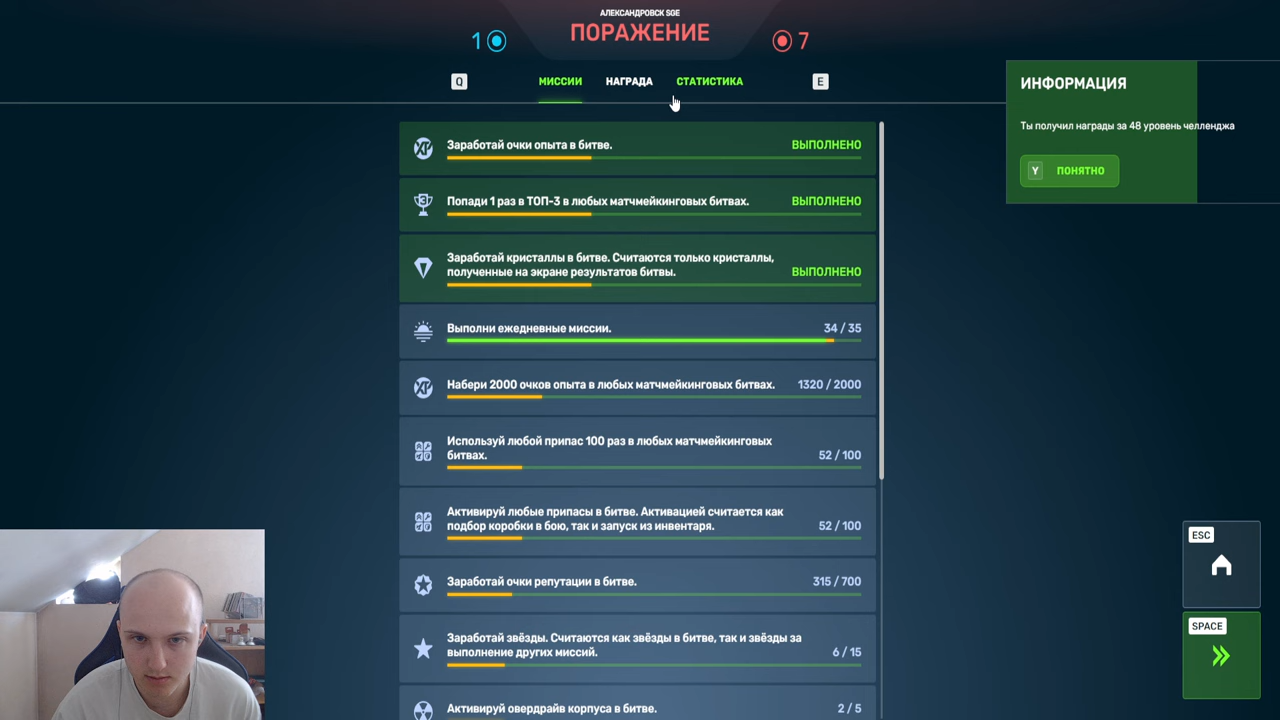 АЛЕКСАНДРОВСК SGE
ПОРАЖЕНИЕ
1
7
Q
МИССИИ
НАГРАДА
СТАТИСТИКА
E
ИНФОРМАЦИЯ
Ты получил награды за 48 уровень челленджа
Y ПОНЯТНО
Заработай очки опыта в битве.
ВЫПОЛНЕНО
Попади 1 раз в ТОП-3 в любых матчмейкинговых битвах.
ВЫПОЛНЕНО
Заработай кристаллы в битве. Считаются только кристаллы,
полученные на экране результатов битвы.
ВЫПОЛНЕНО
Выполни ежедневные миссии.
34 / 35
Набери 2000 очков опыта в любых матчмейкинговых битвах.
1320 / 2000
Используй любой припас 100 раз в любых матчмейкинговых
битвах.
52 / 100
Активируй любые припасы в битве. Активацией считается как
подбор коробки в бою, так и запуск из инвентаря.
52 / 100
Заработай очки репутации в битве.
315 / 700
Заработай звёзды. Считаются как звёзды в битве, так и звёзды за
выполнение других миссий.
6 / 15
Активируй овердрайв корпуса в битве.
2 / 5
ESC
SPACE